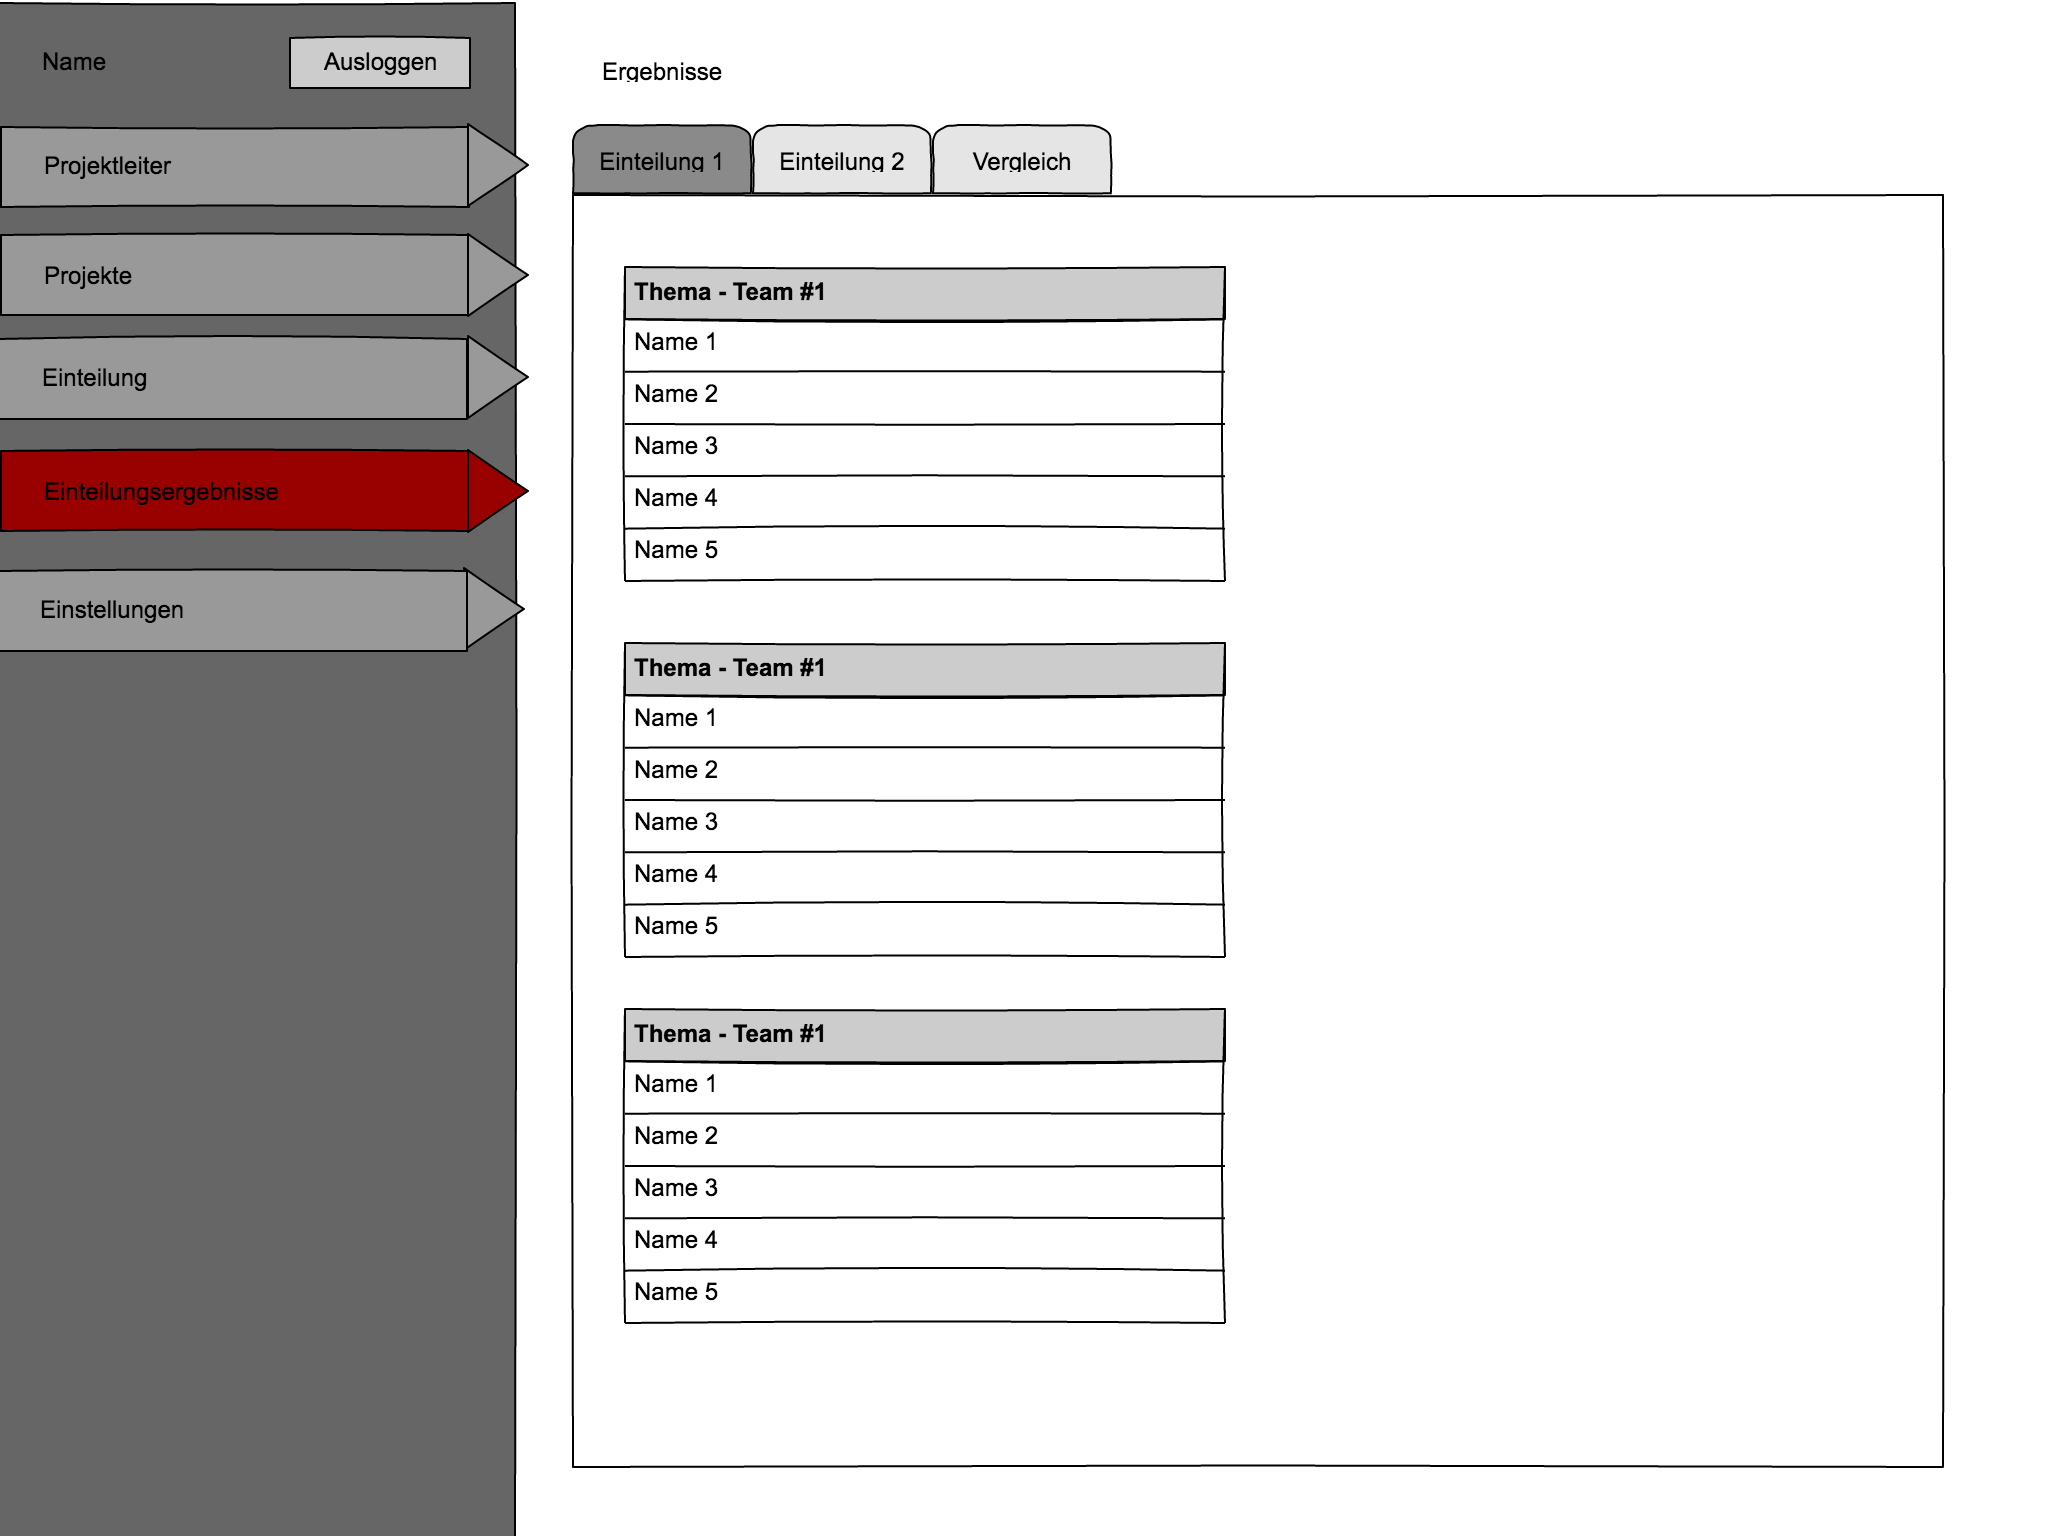 Name
Ausloggen
Projektleiter
Projekte
Einteilung
Einteilungsergebnisse
Einstellungen
Ergebnisse
Einteilung 1
Einteilung 2
Vergleich
Thema - Team #1
Name 1
Name 2
Name 3
Name 4
Name 5
Thema - Team #1
Name 1
Name 2
Name 3
Name 4
Name 5
Thema - Team #1
Name 1
Name 2
Name 3
Name 4
Name 5